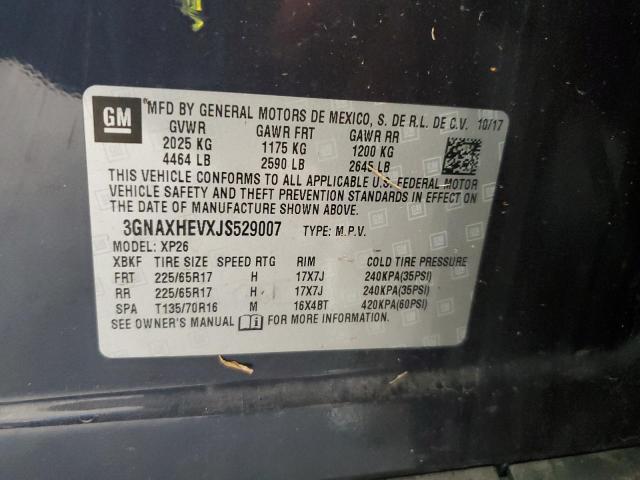 GM ®MFD BY GENERAL MOTORS DE MEXICO, S. DE R.L. DE C.V. 10/17
GVWR GAWR FRT GAWR RR
2025 KG 1175 KG 1200 KG
4464 LB 2590 LB 2645 LB
THIS VEHICLE CONFORMS TO ALL APPLICABLE U.S. FEDERAL MOTOR
VEHICLE SAFETY AND THEFT PREVENTION STANDARDS IN EFFECT ON
THE DATE OF MANUFACTURE SHOWN ABOVE.
3GNAXHEVXJS529007 TYPE: M.P.V.
MODEL: XP26
XBKF TIRE SIZE SPEED RTG RIM COLD TIRE PRESSURE
FRT 225/65R17 H 17X7J 240KPA(35PSI)
RR 225/65R17 H 17X7J 240KPA(35PSI)
SPA T135/70R16 M 16X4BT 420KPA(60PSI)
SEE OWNER'S MANUAL FOR MORE INFORMATION.